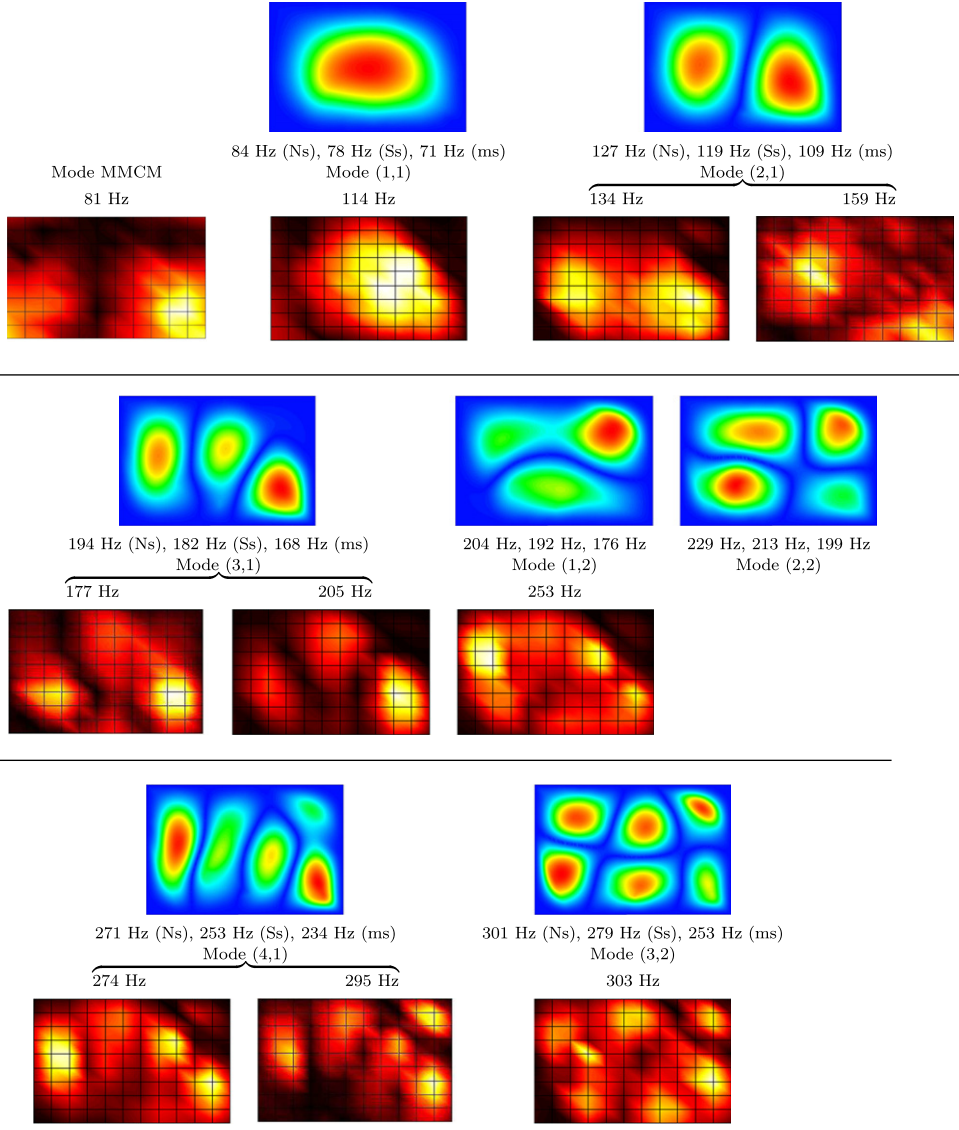 84 Hz (Ns), 78 Hz (Ss), 71 Hz (ms)
127 Hz (Ns), 119 Hz (Ss), 109 Hz (ms)
Mode MMCM
Mode (1,1)
Mode (2,1)
81 Hz
114 Hz
134 Hz
159 Hz
194 Hz (Ns), 182 Hz (Ss), 168 Hz (ms)
204 Hz, 192 Hz, 176 Hz
229 Hz, 213 Hz, 199 Hz
Mode (3,1)
Mode (1,2)
Mode (2,2)
177 Hz
205 Hz
253 Hz
271 Hz (Ns), 253 Hz (Ss), 234 Hz (ms)
301 Hz (Ns), 279 Hz (Ss), 253 Hz (ms)
Mode (4,1)
Mode (3,2)
274 Hz
295 Hz
303 Hz